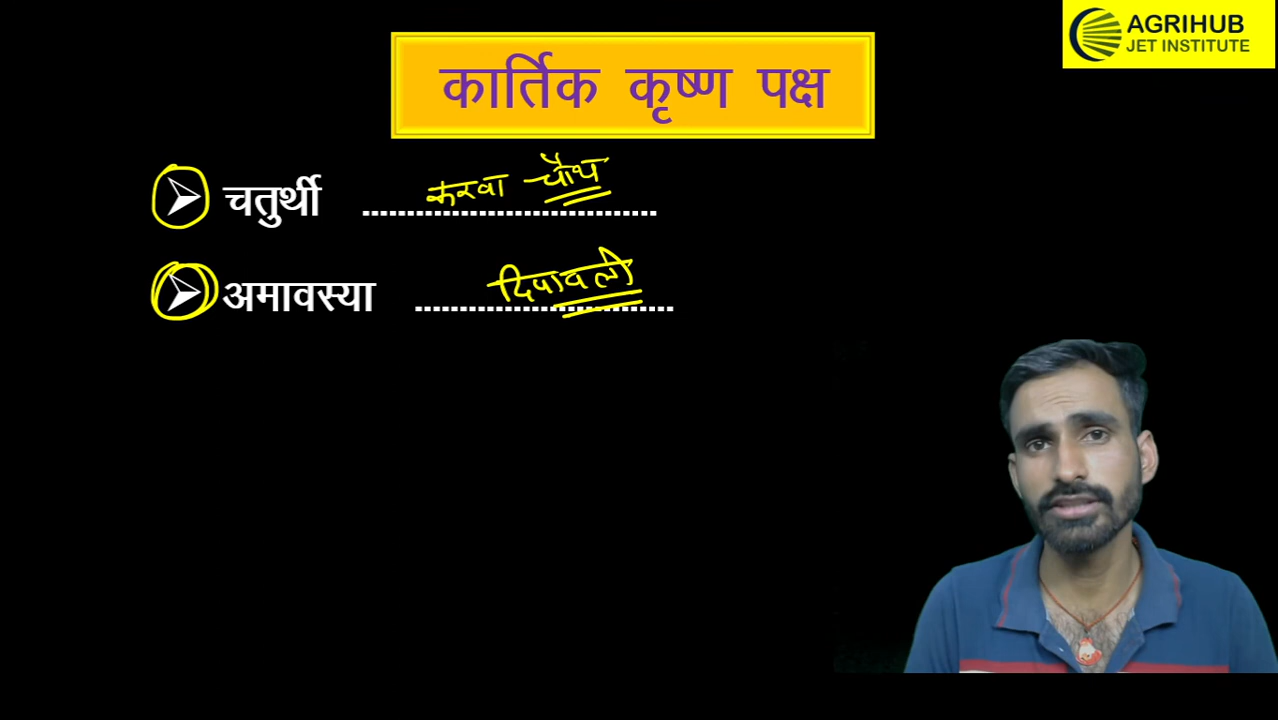 AGRIHUB
JET INSTITUTE
कार्तिक कृष्ण पक्ष
चतुर्थी करवा चौथ
अमावस्या दिपावली